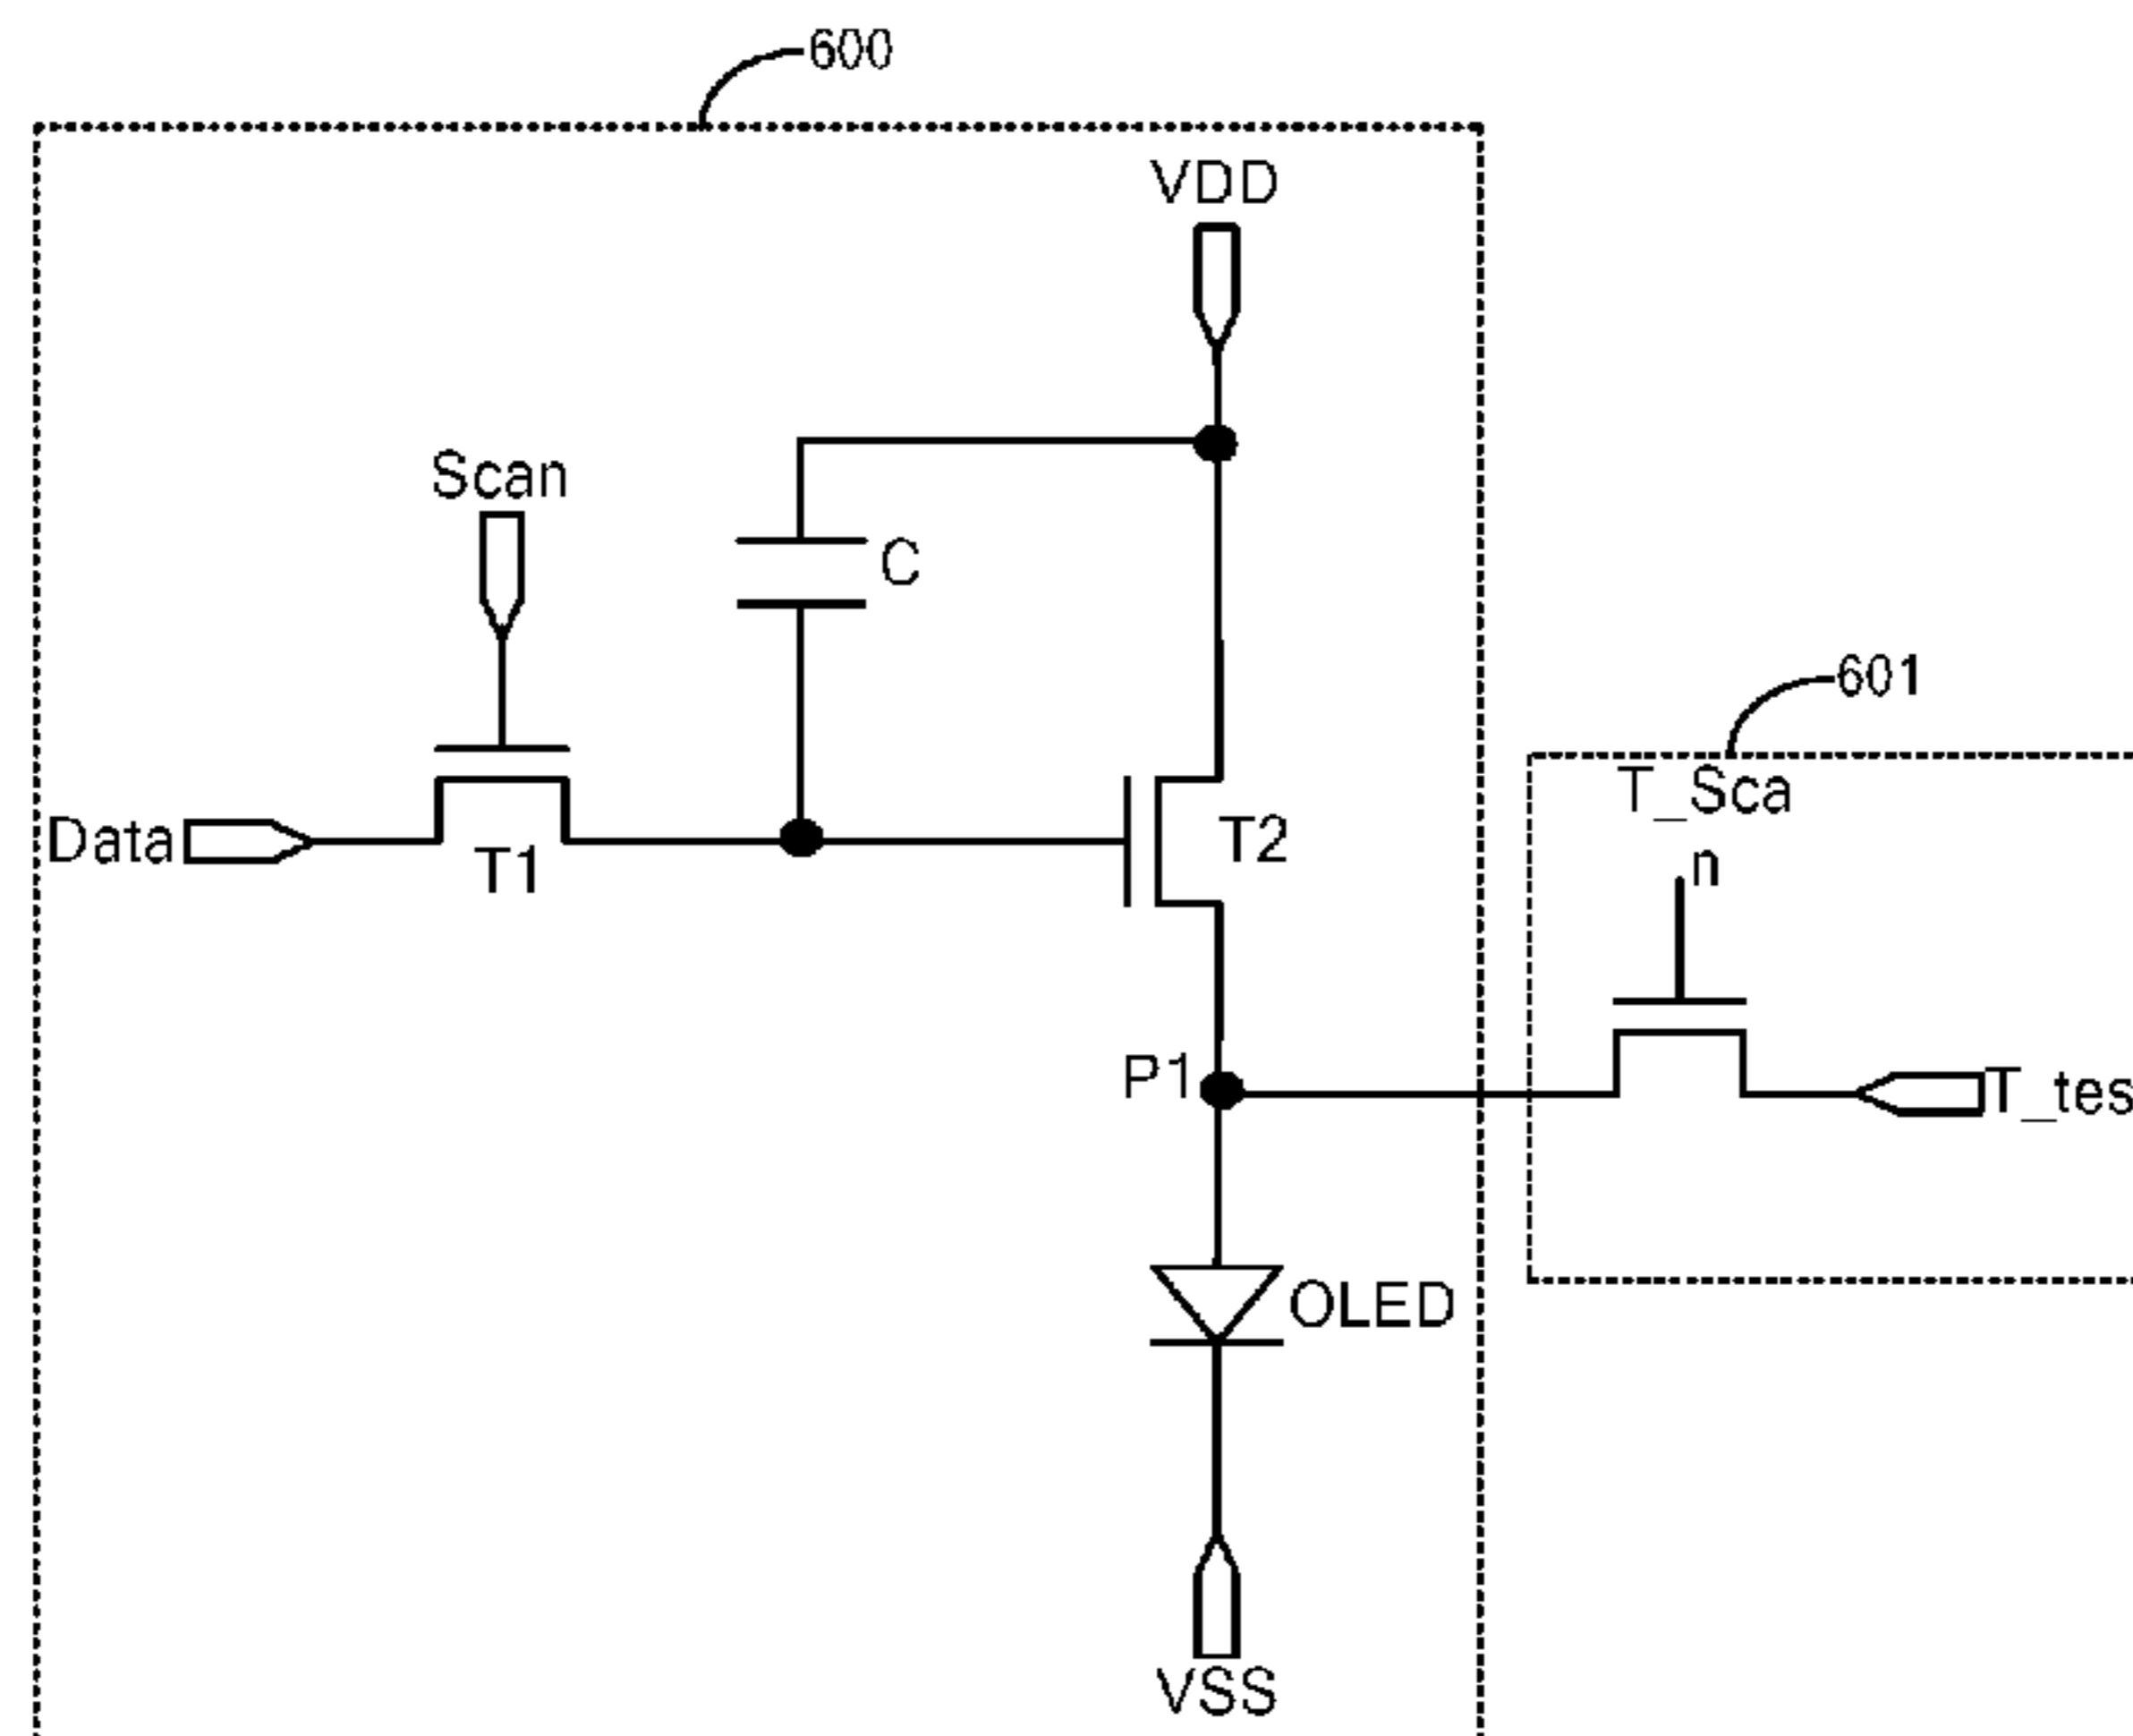 600
VDD
Scan
C
601
T_Sca
n
Data
T1
T2
P1
T_tes
OLED
VSS